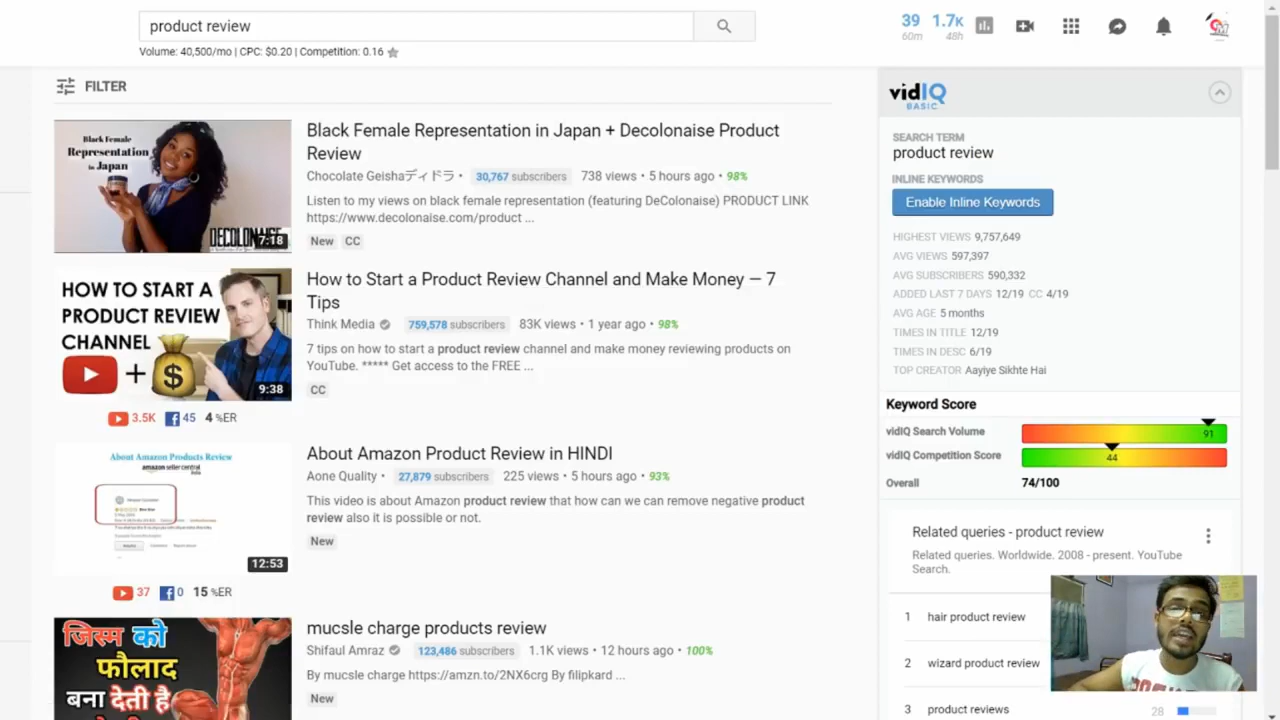 product review
Volume: 40,500/mo | CPC: $0.20 | Competition: 0.16
39 1.7K
60m 48h
FILTER
Black Female
Representation
in Japan
DECOLONAISE
7:18
Black Female Representation in Japan + Decolonaise Product
Review
Chocolate Geishaディドラ • 30,767 subscribers 738 views • 5 hours ago • 98%
Listen to my views on black female representation (featuring DeColonaise) PRODUCT LINK
https://www.decolonaise.com/product ...
New CC
HOW TO START A
PRODUCT REVIEW
CHANNEL
+ $
9:38
3.5K 45 4 %ER
How to Start a Product Review Channel and Make Money — 7
Tips
Think Media 759,578 subscribers 83K views • 1 year ago • 98%
7 tips on how to start a product review channel and make money reviewing products on
YouTube. ***** Get access to the FREE ...
CC
About Amazon Products Review
amazon seller central
12:53
37 0 15 %ER
About Amazon Product Review in HINDI
Aone Quality • 27,879 subscribers 225 views • 5 hours ago • 93%
This video is about Amazon product review that how can we can remove negative product
review also it is possible or not.
New
जिस्म को
फौलाद
बना देती है
mucsle charge products review
Shifaul Amraz 123,486 subscribers 1.1K views • 12 hours ago • 100%
By mucsle charge https://amzn.to/2NX6crg By filipkard ...
New
vidIQ
BASIC
SEARCH TERM
product review
INLINE KEYWORDS
Enable Inline Keywords
HIGHEST VIEWS 9,757,649
AVG VIEWS 597,397
AVG SUBSCRIBERS 590,332
ADDED LAST 7 DAYS 12/19 CC 4/19
AVG AGE 5 months
TIMES IN TITLE 12/19
TIMES IN DESC 6/19
TOP CREATOR Aayiye Sikhte Hai
Keyword Score
vidIQ Search Volume 91
vidIQ Competition Score 44
Overall 74/100
Related queries - product review
Related queries. Worldwide. 2008 - present. YouTube
Search.
1 hair product review
2 wizard product review
3 product reviews 28